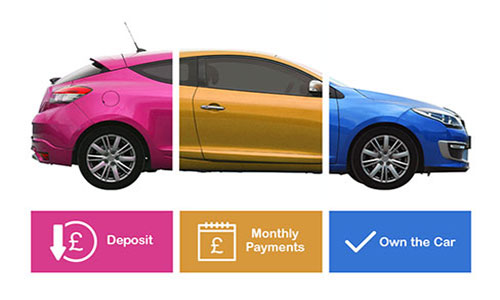 £ Deposit
£ Monthly
Payments
Own the Car